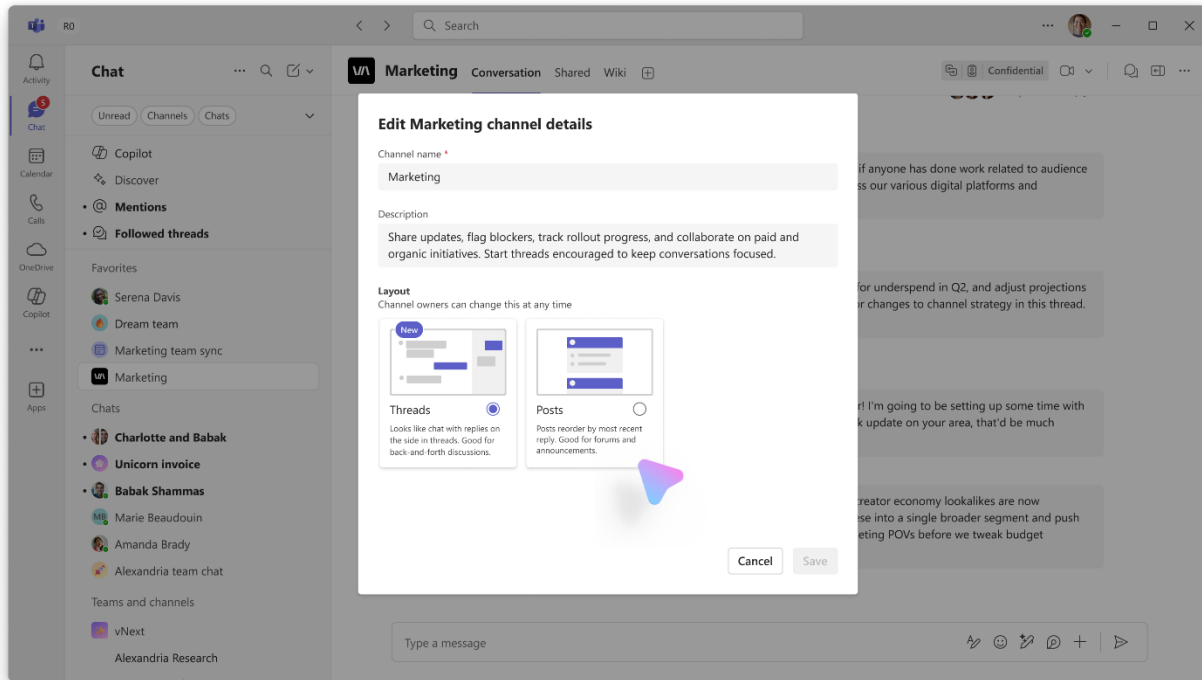 R0
Search
Activity
Chat
5
Calendar
Calls
OneDrive
Copilot
Apps
Chat
Unread
Channels
Chats
Copilot
Discover
Mentions
Followed threads
Favorites
Serena Davis
Dream team
Marketing team sync
Marketing
Chats
Charlotte and Babak
Unicorn invoice
Babak Shammas
MB
Marie Beaudouin
Amanda Brady
Alexandria team chat
Teams and channels
vNext
Alexandria Research
Marketing
Conversation
Shared
Wiki
Confidential
Edit Marketing channel details
Channel name *
Marketing
Description
Share updates, flag blockers, track rollout progress, and collaborate on paid and
organic initiatives. Start threads encouraged to keep conversations focused.
Layout
Channel owners can change this at any time
New
Threads
Looks like chat with replies on
the side in threads. Good for
back-and-forth discussions.
Posts
Posts reorder by most recent
reply. Good for forums and
announcements.
Cancel
Save
if anyone has done work related to audience
our various digital platforms and
for underspend in Q2, and adjust projections
changes to channel strategy in this thread.
I'm going to be setting up some time with
update on your area, that'd be much
creator economy lookalikes are now
into a single broader segment and push
POVs before we tweak budget
Type a message